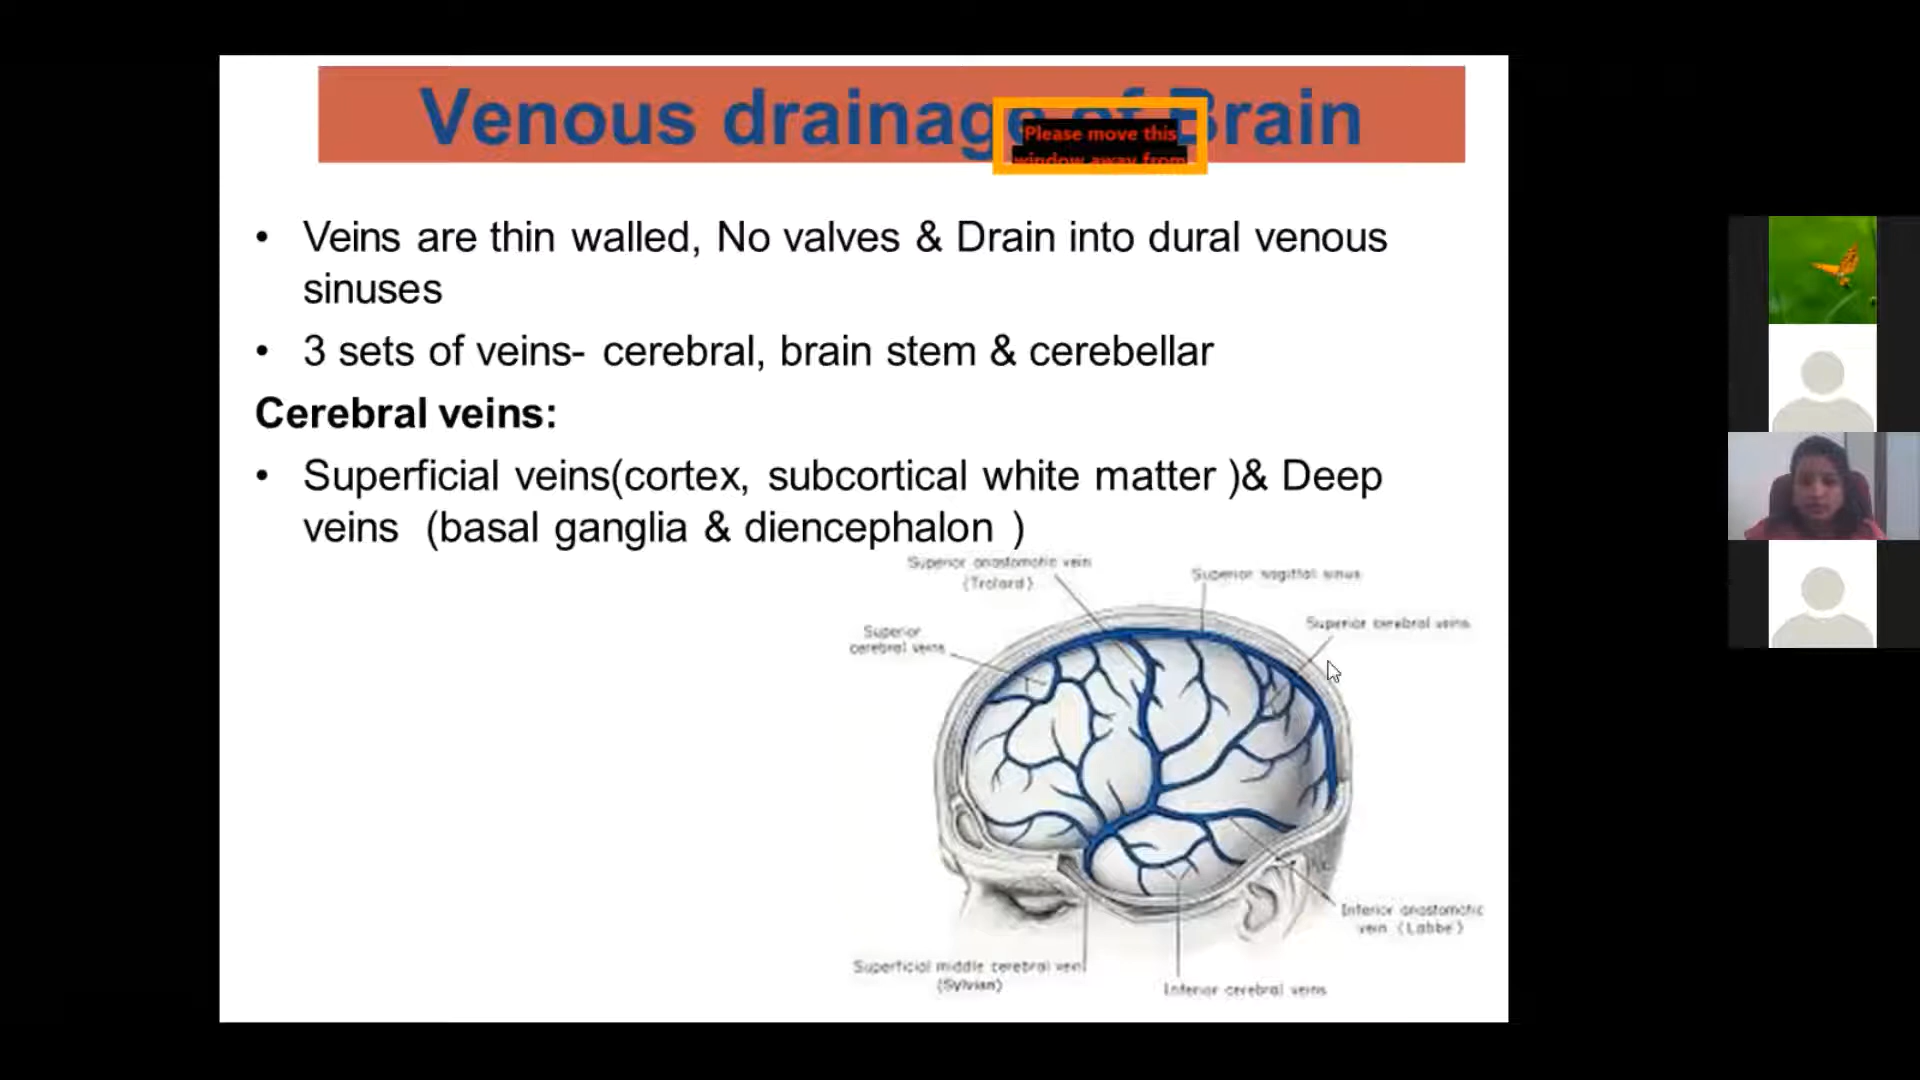 Venous drainage of Brain
Please move this
window away from
• Veins are thin walled, No valves & Drain into dural venous
sinuses
• 3 sets of veins- cerebral, brain stem & cerebellar
Cerebral veins:
• Superficial veins(cortex, subcortical white matter )& Deep
veins (basal ganglia & diencephalon )
Superior anastomotic vein
(Trolard)
Superior sagittal sinus
Superior cerebral veins
Superior
cerebral veins
Inferior anastomotic
vein (Labbe)
Superficial middle cerebral vein
(Sylvian)
Inferior cerebral veins